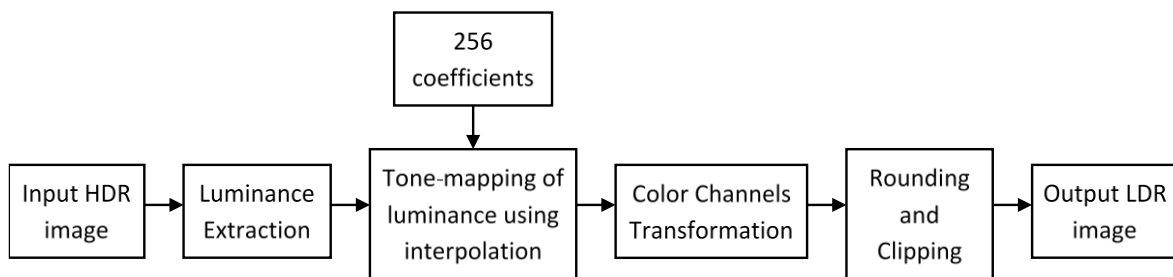 256
coefficients
Input HDR
image
Luminance
Extraction
Tone-mapping of
luminance using
interpolation
Color Channels
Transformation
Rounding
and
Clipping
Output LDR
image